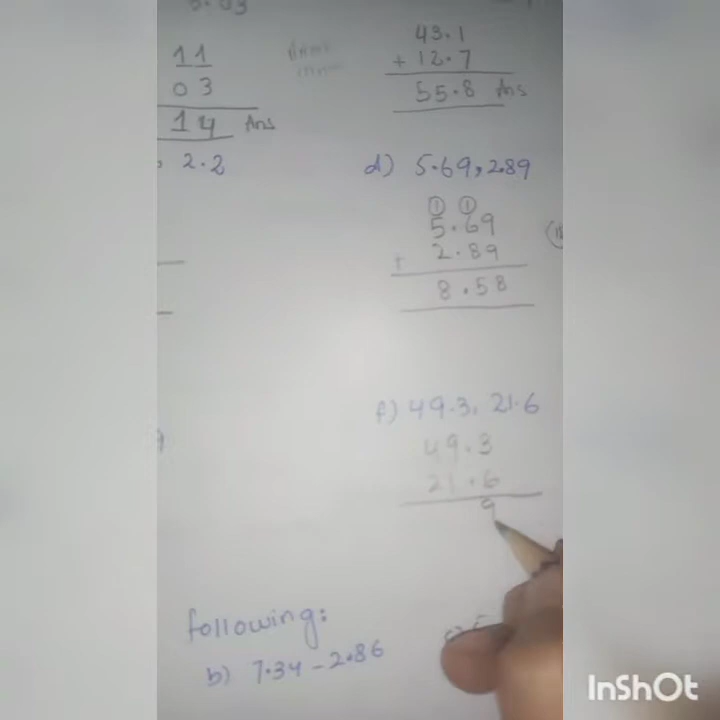 11
03
14 Ans
2.2
43.1
+ 12.7
55.8 Ans
d) 5.69, 2.89
1 1
5.69
+ 2.89
8.58
f) 49.3, 21.6
49.3
21.6
9
following:
b) 7.34 - 2.86
InShOt